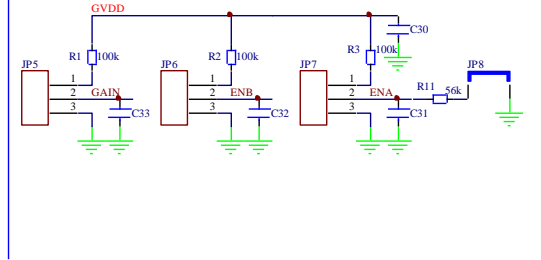 GVDD
C30
R1 100k
R2 100k
R3 100k
JP5
JP6
JP7
JP8
1
1
1
R11 56k
2 GAIN
2 ENB
2 ENA
3
3
3
C33
C32
C31